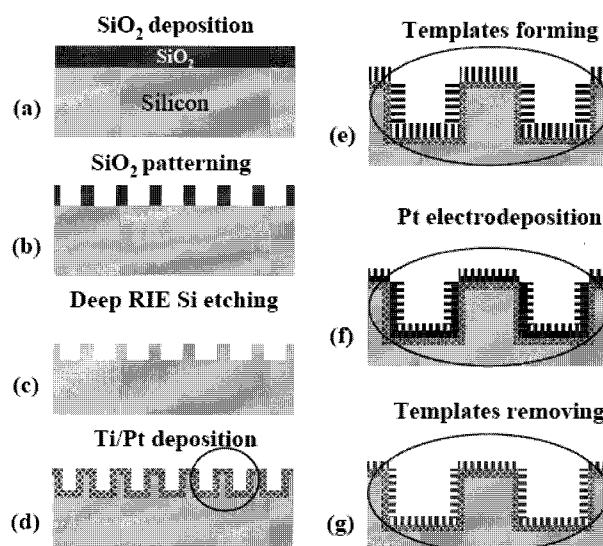 SiO₂ deposition
SiO₂
Silicon
(a)
SiO₂ patterning
(b)
Deep RIE Si etching
(c)
Ti/Pt deposition
(d)
Templates forming
(e)
Pt electrodeposition
(f)
Templates removing
(g)